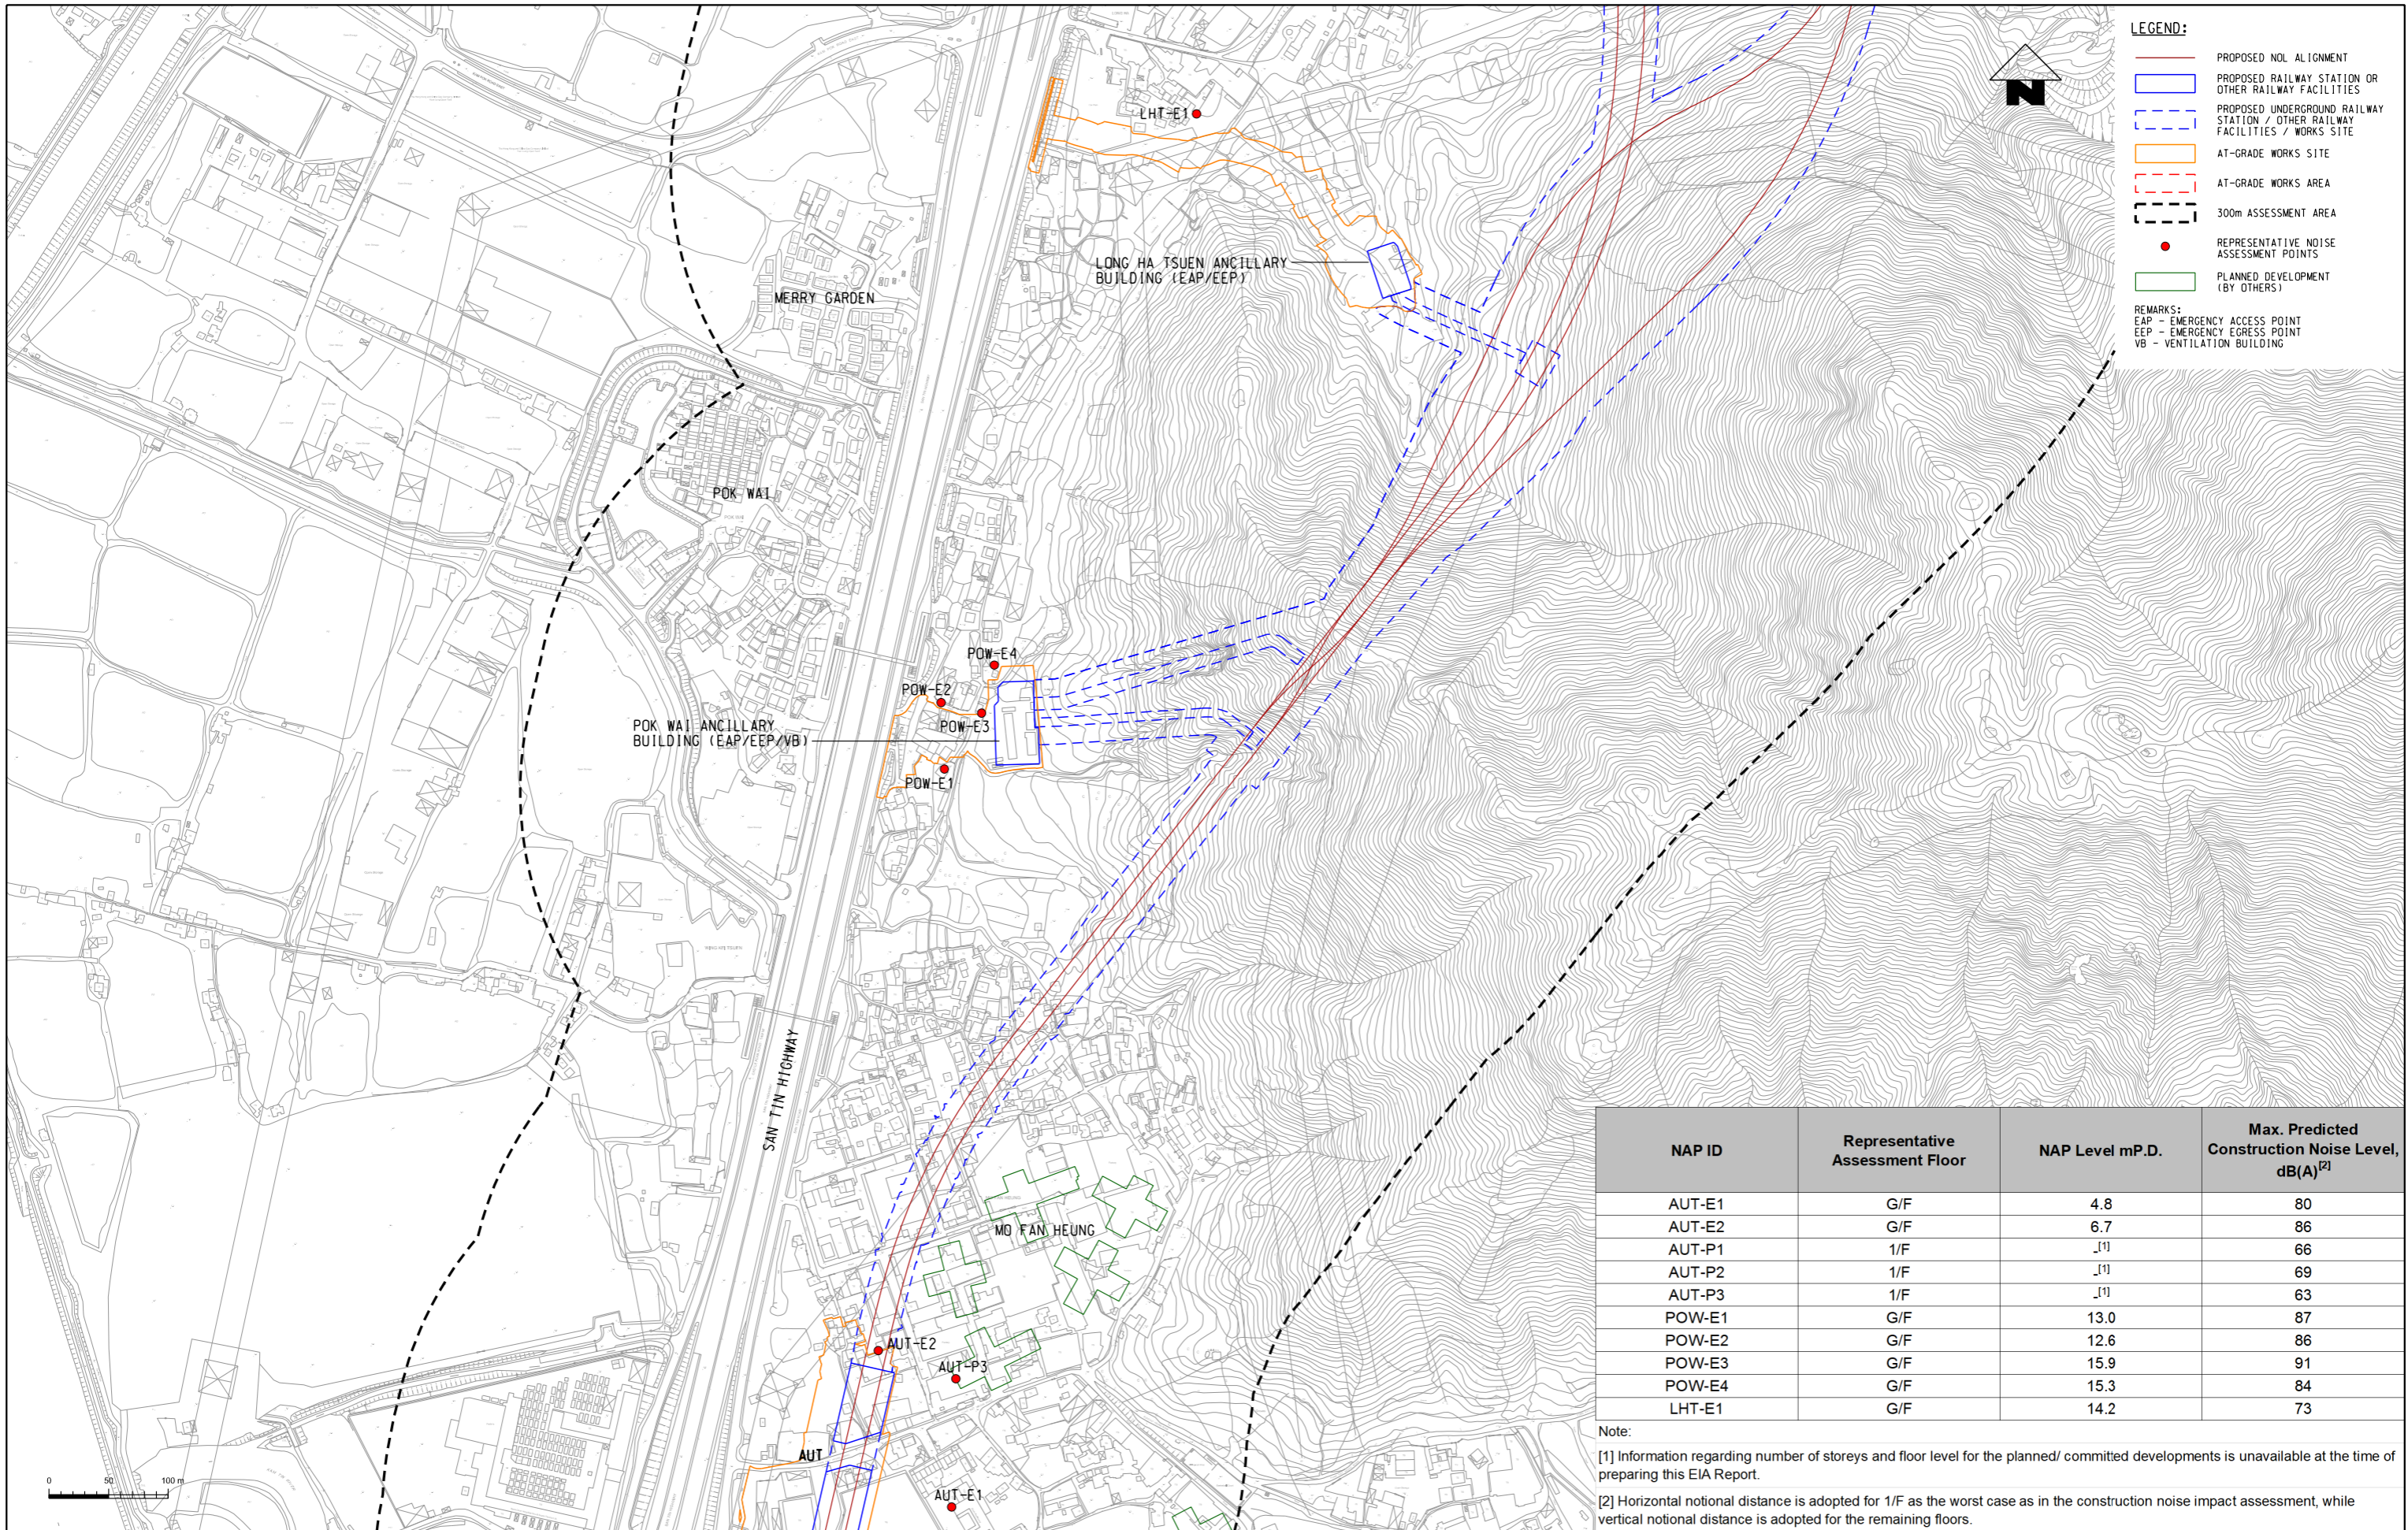 LEGEND:
PROPOSED NOL ALIGNMENT
PROPOSED RAILWAY STATION OR
OTHER RAILWAY FACILITIES
PROPOSED UNDERGROUND RAILWAY
STATION / OTHER RAILWAY
FACILITIES / WORKS SITE
AT-GRADE WORKS SITE
AT-GRADE WORKS AREA
300m ASSESSMENT AREA
REPRESENTATIVE NOISE
ASSESSMENT POINTS
PLANNED DEVELOPMENT
(BY OTHERS)
REMARKS:
EAP - EMERGENCY ACCESS POINT
EEP - EMERGENCY EGRESS POINT
VB - VENTILATION BUILDING
N
LHT-E1
LONG HA TSUEN ANCILLARY
BUILDING (EAP/EEP)
MERRY GARDEN
POK WAI
POW-E4
POW-E2
POW-E3
POK WAI ANCILLARY
BUILDING (EAP/EEP/VB)
POW-E1
SAN TIN HIGHWAY
MO FAN HEUNG
AUT-E2
AUT-P3
AUT
AUT-E1
0 50 100 m
NAP ID Representative Assessment Floor NAP Level mP.D. Max. Predicted Construction Noise Level, dB(A)[2]
AUT-E1 G/F 4.8 80
AUT-E2 G/F 6.7 86
AUT-P1 1/F -[1] 66
AUT-P2 1/F -[1] 69
AUT-P3 1/F -[1] 63
POW-E1 G/F 13.0 87
POW-E2 G/F 12.6 86
POW-E3 G/F 15.9 91
POW-E4 G/F 15.3 84
LHT-E1 G/F 14.2 73
Note:
[1] Information regarding number of storeys and floor level for the planned/ committed developments is unavailable at the time of
preparing this EIA Report.
[2] Horizontal notional distance is adopted for 1/F as the worst case as in the construction noise impact assessment, while
vertical notional distance is adopted for the remaining floors.